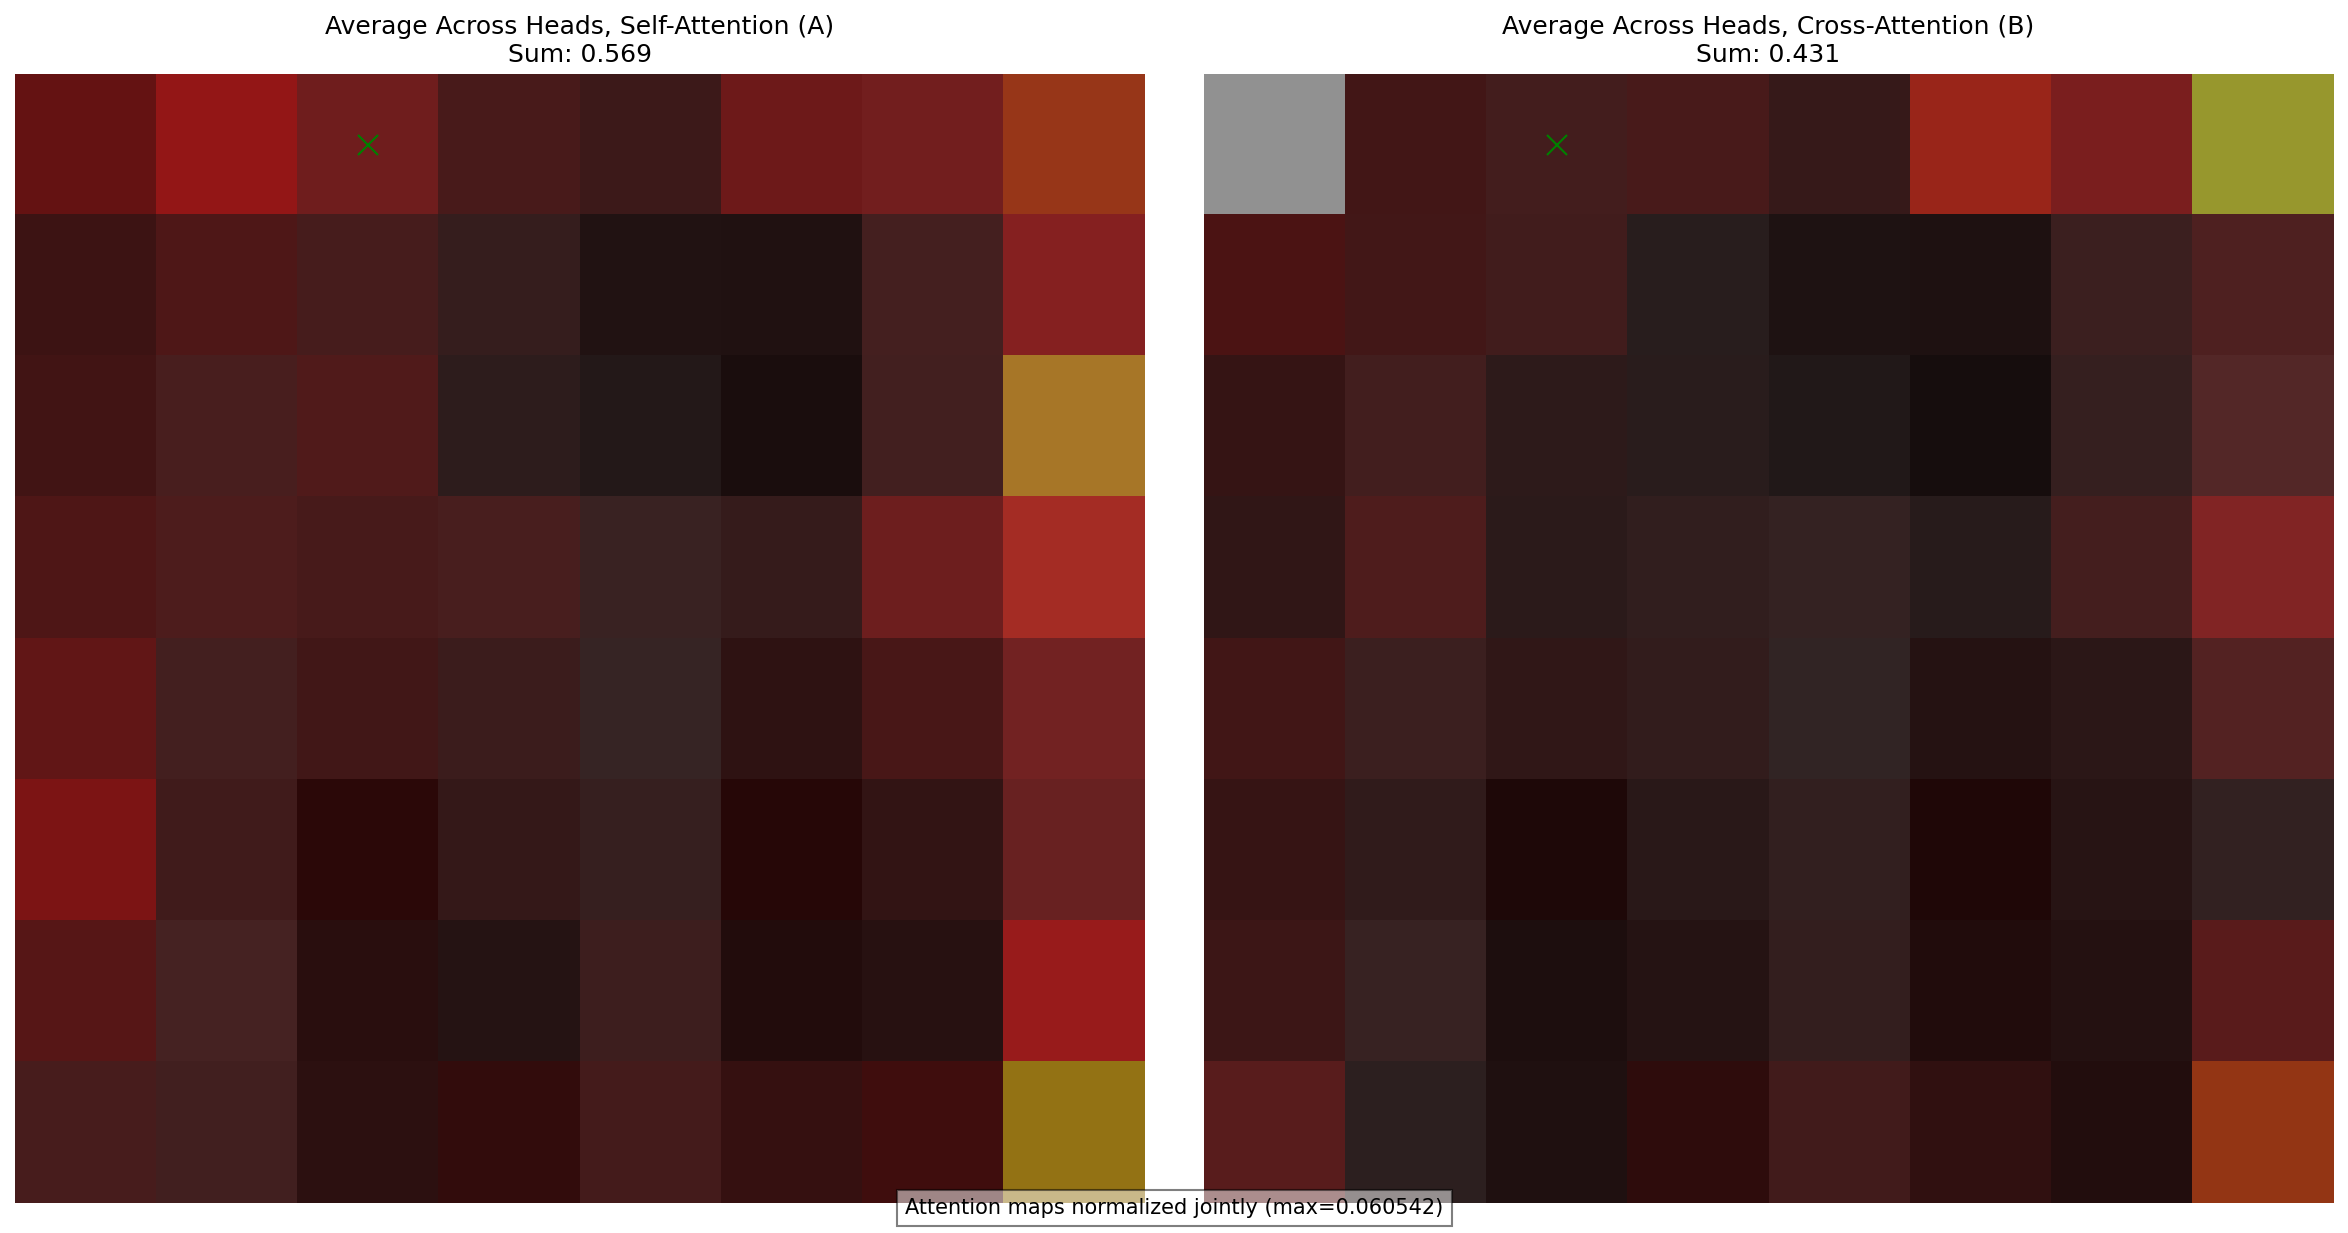 Average Across Heads, Self-Attention (A)
Sum: 0.569
Average Across Heads, Cross-Attention (B)
Sum: 0.431
Attention maps normalized jointly (max=0.060542)